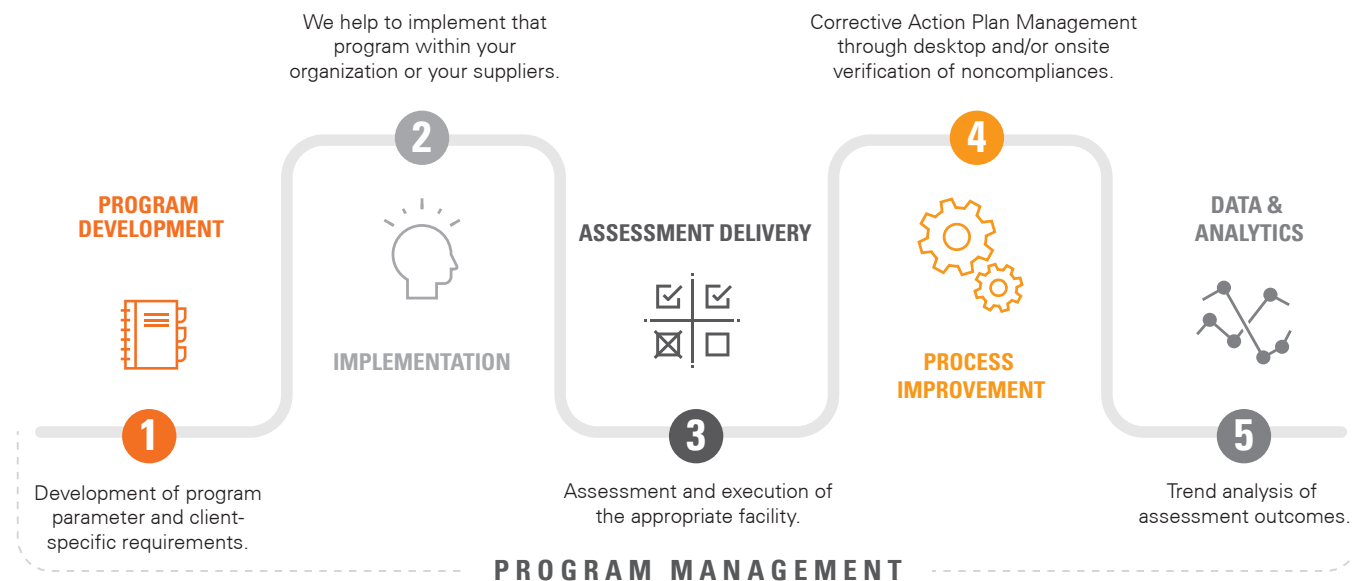 PROGRAM
DEVELOPMENT
1
Development of program
parameter and client-
specific requirements.
We help to implement that
program within your
organization or your suppliers.
2
IMPLEMENTATION
ASSESSMENT DELIVERY
3
Assessment and execution of
the appropriate facility.
Corrective Action Plan Management
through desktop and/or onsite
verification of noncompliances.
4
PROCESS
IMPROVEMENT
DATA &
ANALYTICS
5
Trend analysis of
assessment outcomes.
PROGRAM MANAGEMENT